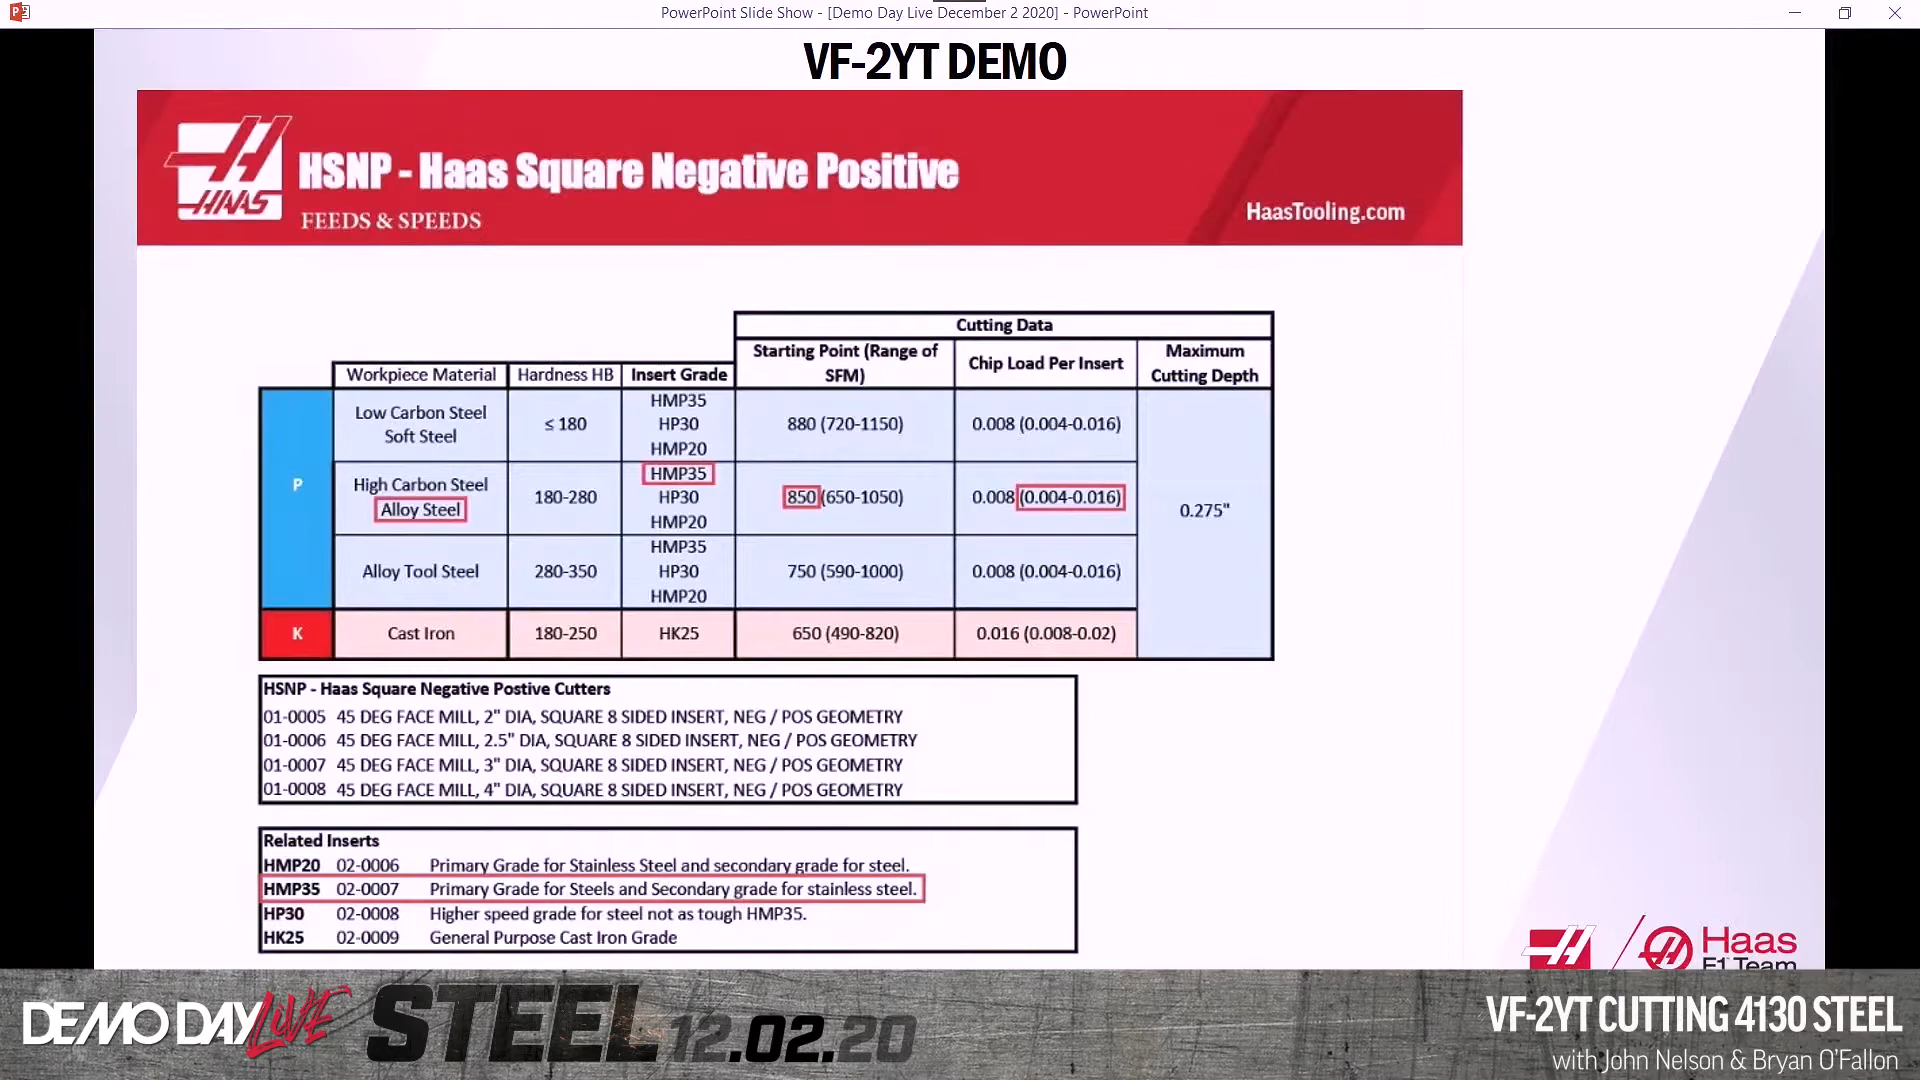 PowerPoint Slide Show - [Demo Day Live December 2 2020] - PowerPoint
VF-2YT DEMO
HAAS
HSNP - Haas Square Negative Positive
FEEDS & SPEEDS
HaasTooling.com
Cutting Data
Workpiece Material
Hardness HB
Insert Grade
Starting Point (Range of
SFM)
Chip Load Per Insert
Maximum
Cutting Depth
P
Low Carbon Steel
Soft Steel
≤ 180
HMP35
HP30
HMP20
880 (720-1150)
0.008 (0.004-0.016)
High Carbon Steel
Alloy Steel
180-280
HMP35
HP30
HMP20
850 (650-1050)
0.008 (0.004-0.016)
0.275"
Alloy Tool Steel
280-350
HMP35
HP30
HMP20
750 (590-1000)
0.008 (0.004-0.016)
K
Cast Iron
180-250
HK25
650 (490-820)
0.016 (0.008-0.02)
HSNP - Haas Square Negative Postive Cutters
01-0005 45 DEG FACE MILL, 2" DIA, SQUARE 8 SIDED INSERT, NEG / POS GEOMETRY
01-0006 45 DEG FACE MILL, 2.5" DIA, SQUARE 8 SIDED INSERT, NEG / POS GEOMETRY
01-0007 45 DEG FACE MILL, 3" DIA, SQUARE 8 SIDED INSERT, NEG / POS GEOMETRY
01-0008 45 DEG FACE MILL, 4" DIA, SQUARE 8 SIDED INSERT, NEG / POS GEOMETRY
Related Inserts
HMP20 02-0006 Primary Grade for Stainless Steel and secondary grade for steel.
HMP35 02-0007 Primary Grade for Steels and Secondary grade for stainless steel.
HP30 02-0008 Higher speed grade for steel not as tough HMP35.
HK25 02-0009 General Purpose Cast Iron Grade
Haas
F1 Team
DEMO DAY LIVE STEEL 12.02.20
VF-2YT CUTTING 4130 STEEL
with John Nelson & Bryan O'Fallon